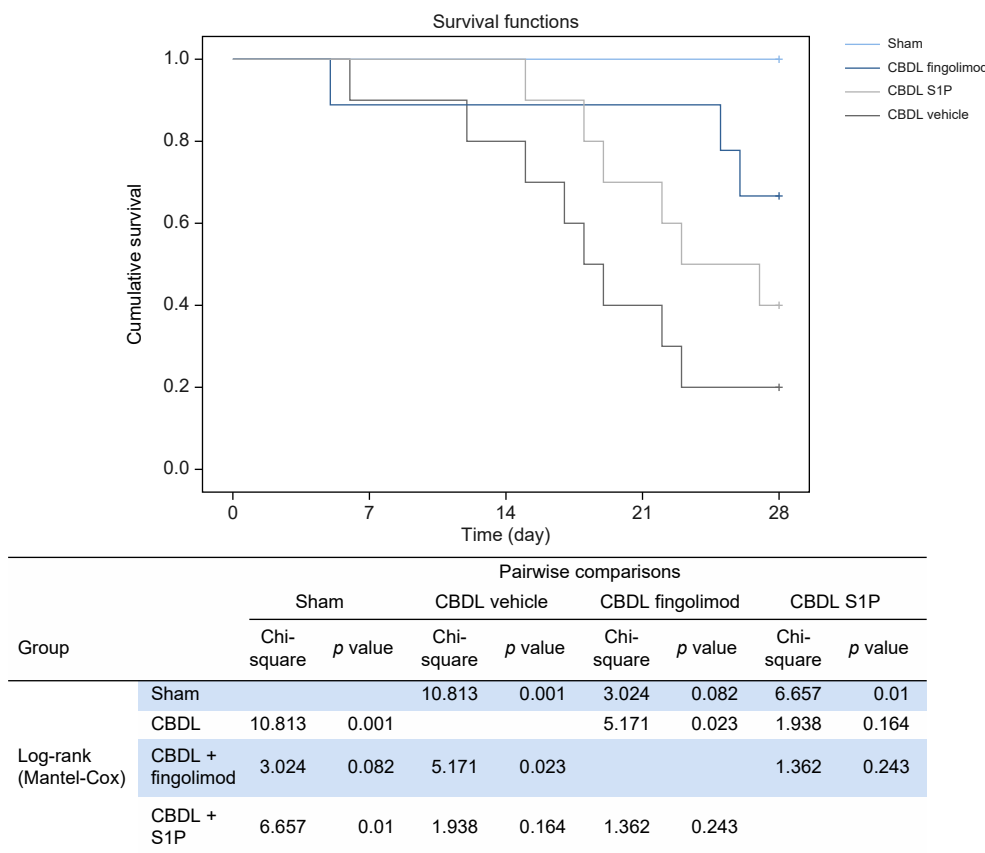 Survival functions
Sham
CBDL fingolimod
CBDL S1P
CBDL vehicle
Cumulative survival
1.0
0.8
0.6
0.4
0.2
0.0
0 7 14 21 28
Time (day)
Pairwise comparisons
Sham CBDL vehicle CBDL fingolimod CBDL S1P
Group Chi-square p value Chi-square p value Chi-square p value Chi-square p value
Log-rank (Mantel-Cox)
Sham 10.813 0.001 3.024 0.082 6.657 0.01
CBDL 10.813 0.001 5.171 0.023 1.938 0.164
CBDL + fingolimod 3.024 0.082 5.171 0.023 1.362 0.243
CBDL + S1P 6.657 0.01 1.938 0.164 1.362 0.243